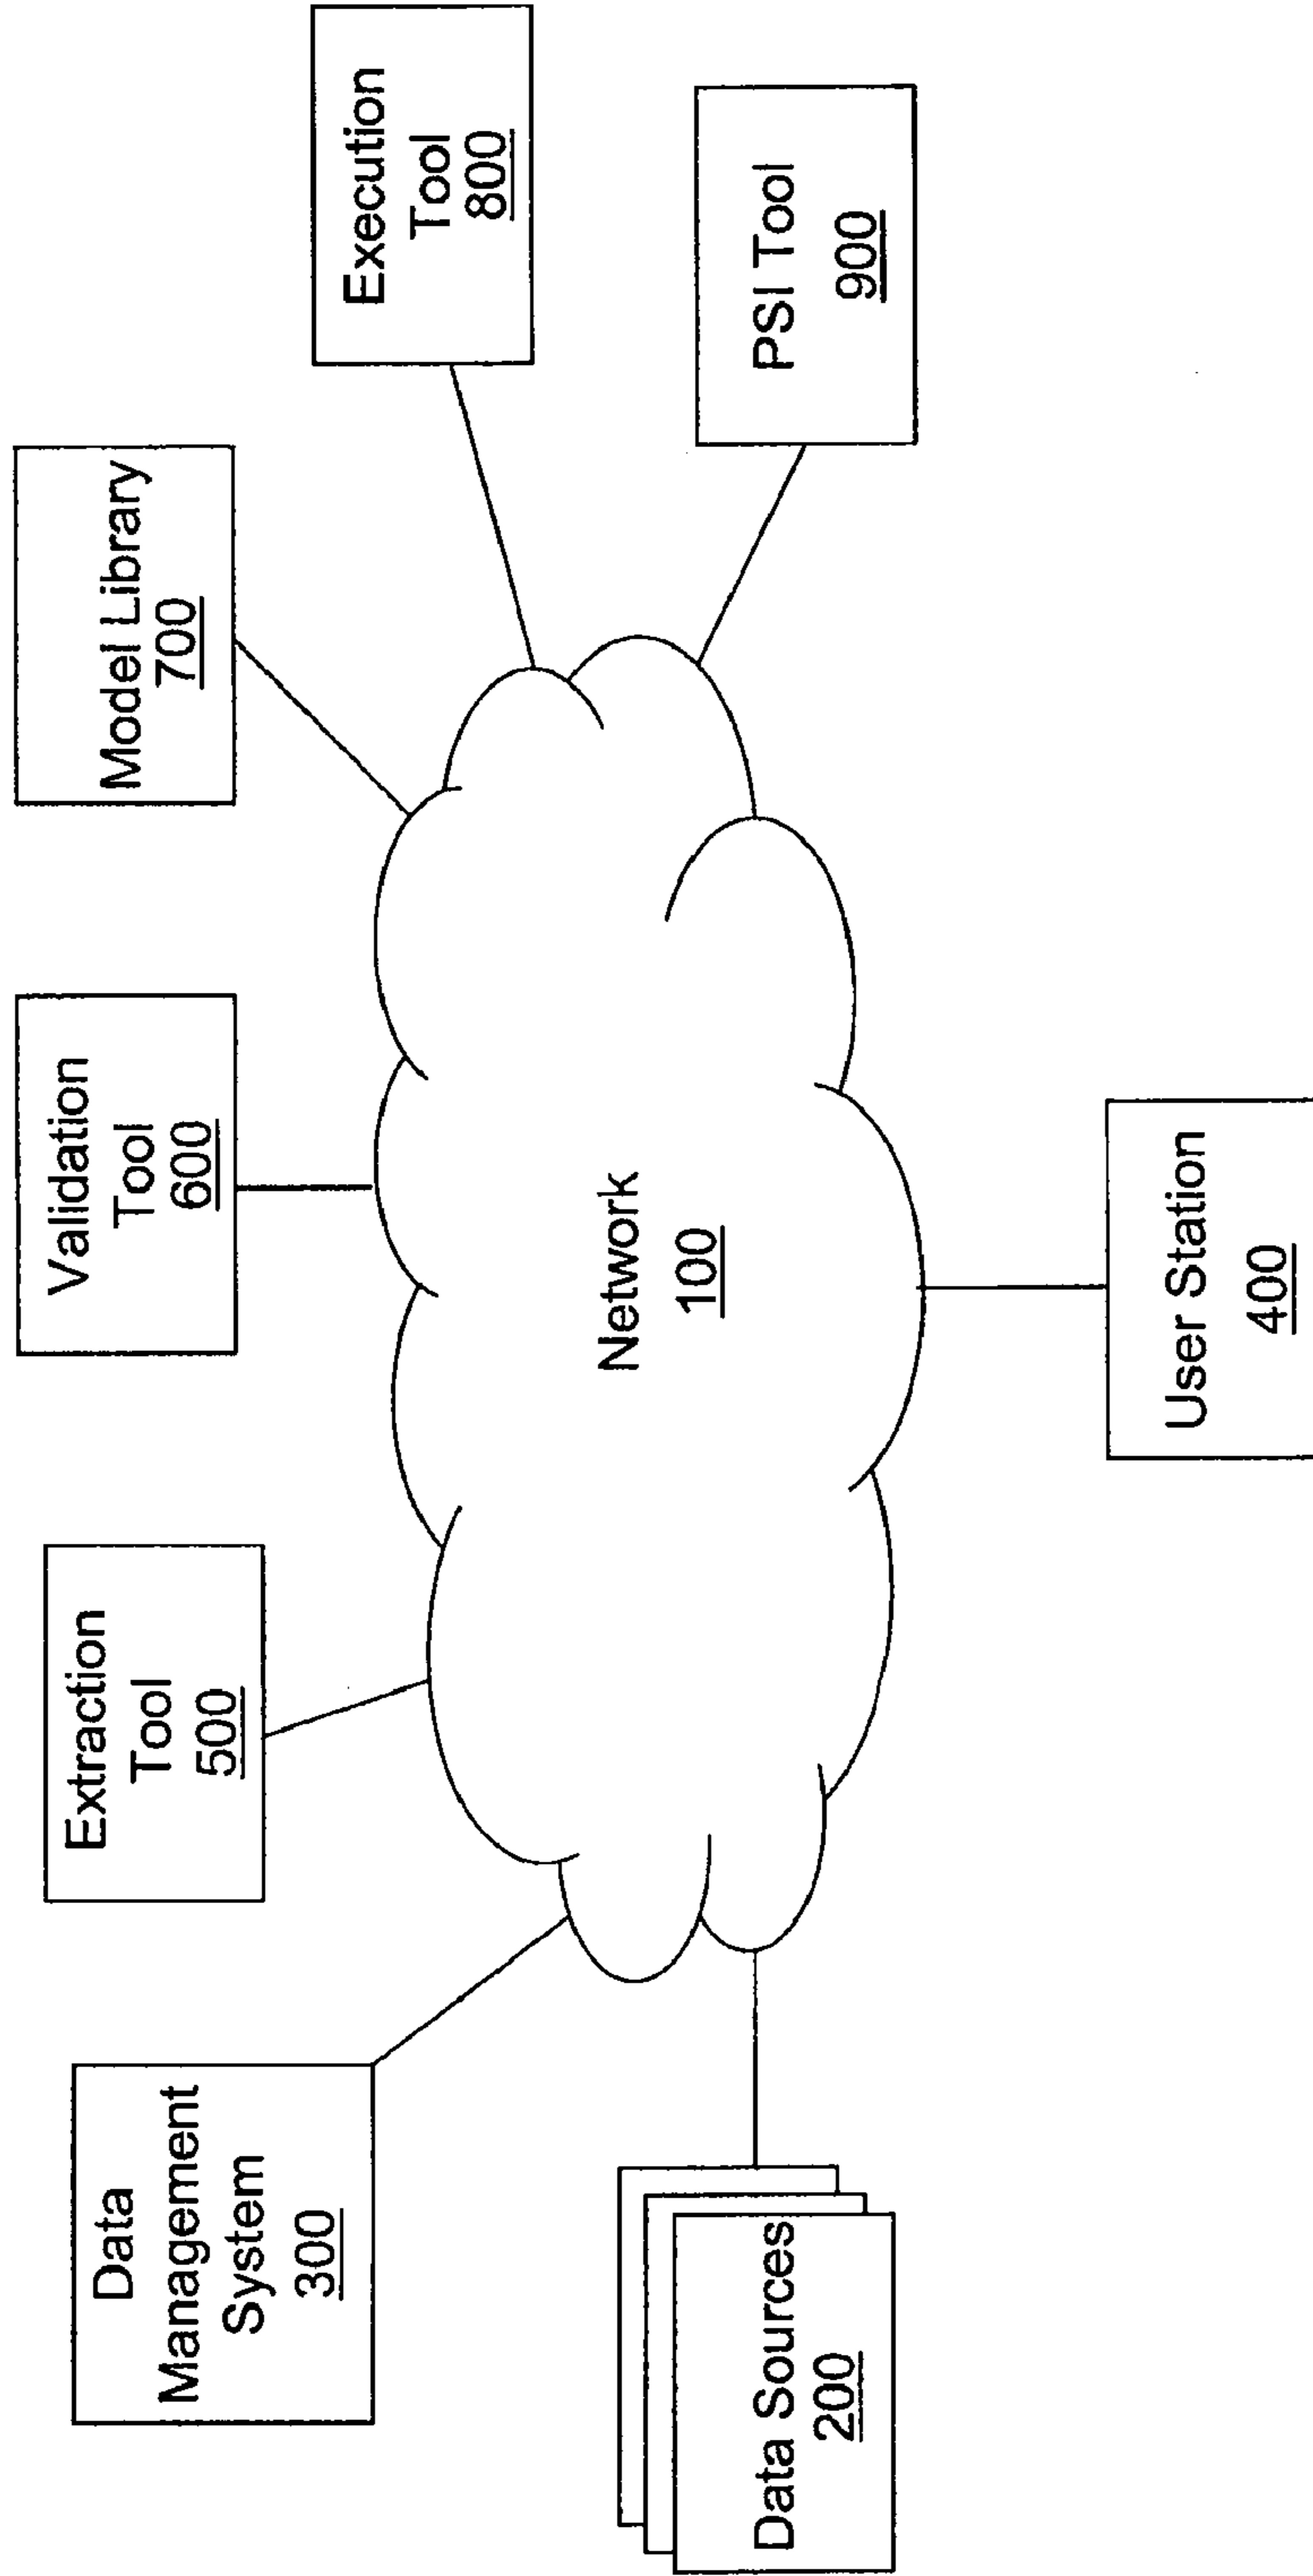 Data
Management
System
300
Extraction
Tool
500
Validation
Tool
600
Model Library
700
Execution
Tool
800
Data Sources
200
Network
100
PSI Tool
900
User Station
400